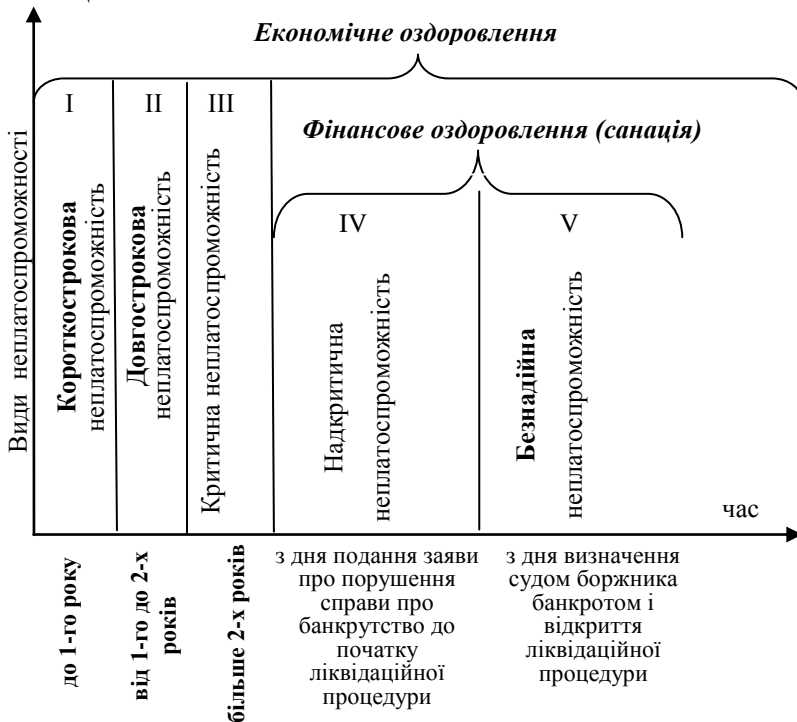 Економічне оздоровлення
I
II
III
Фінансове оздоровлення (санація)
IV
V
Види неплатоспроможності
Короткострокова
неплатоспроможність
Довгострокова
неплатоспроможність
Критична неплатоспроможність
Надкритична
неплатоспроможність
Безнадійна
неплатоспроможність
час
до 1-го року
від 1-го до 2-х
років
більше 2-х років
з дня подання заяви
про порушення
справи про
банкрутство до
початку
ліквідаційної
процедури
з дня визначення
судом боржника
банкротом і
відкриття
ліквідаційної
процедури